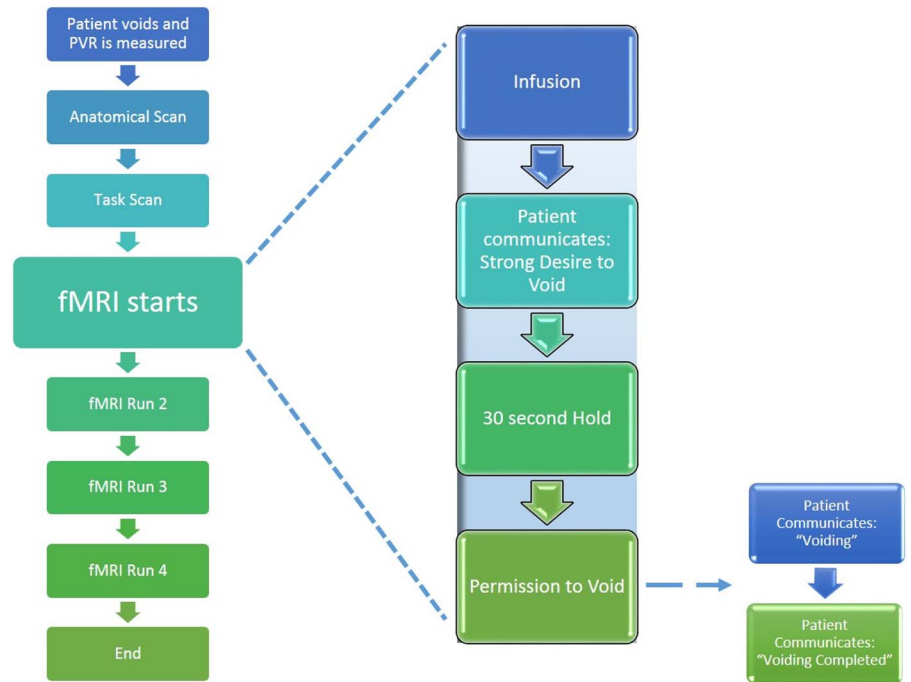 Patient voids and
PVR is measured
Anatomical Scan
Task Scan
fMRI starts
fMRI Run 2
fMRI Run 3
fMRI Run 4
End
Infusion
Patient
communicates:
Strong Desire to
Void
30 second Hold
Permission to Void
Patient
Communicates:
“Voiding”
Patient
Communicates:
“Voiding Completed”